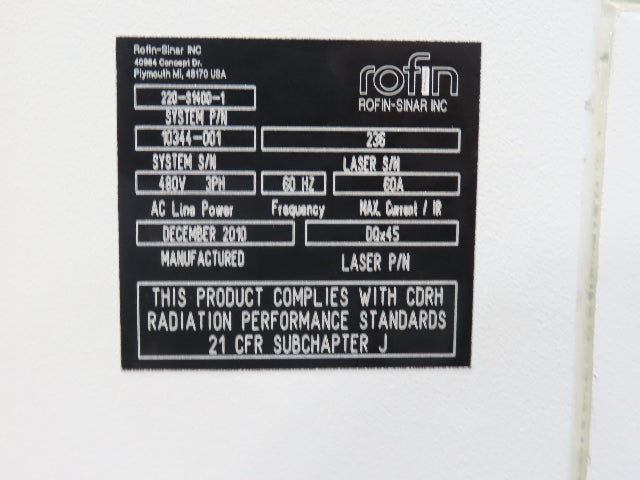 Rofin-Sinar INC
40984 Concept Dr.
Plymouth MI, 48170 USA
rofin
ROFIN-SINAR INC
220-S1400-1
SYSTEM P/N
10344-001 236
SYSTEM S/N LASER S/N
480V 3PH 60 HZ 60A
AC Line Power Frequency MAX. Current / IR
DECEMBER 2010 DQx45
MANUFACTURED LASER P/N
THIS PRODUCT COMPLIES WITH CDRH
RADIATION PERFORMANCE STANDARDS
21 CFR SUBCHAPTER J